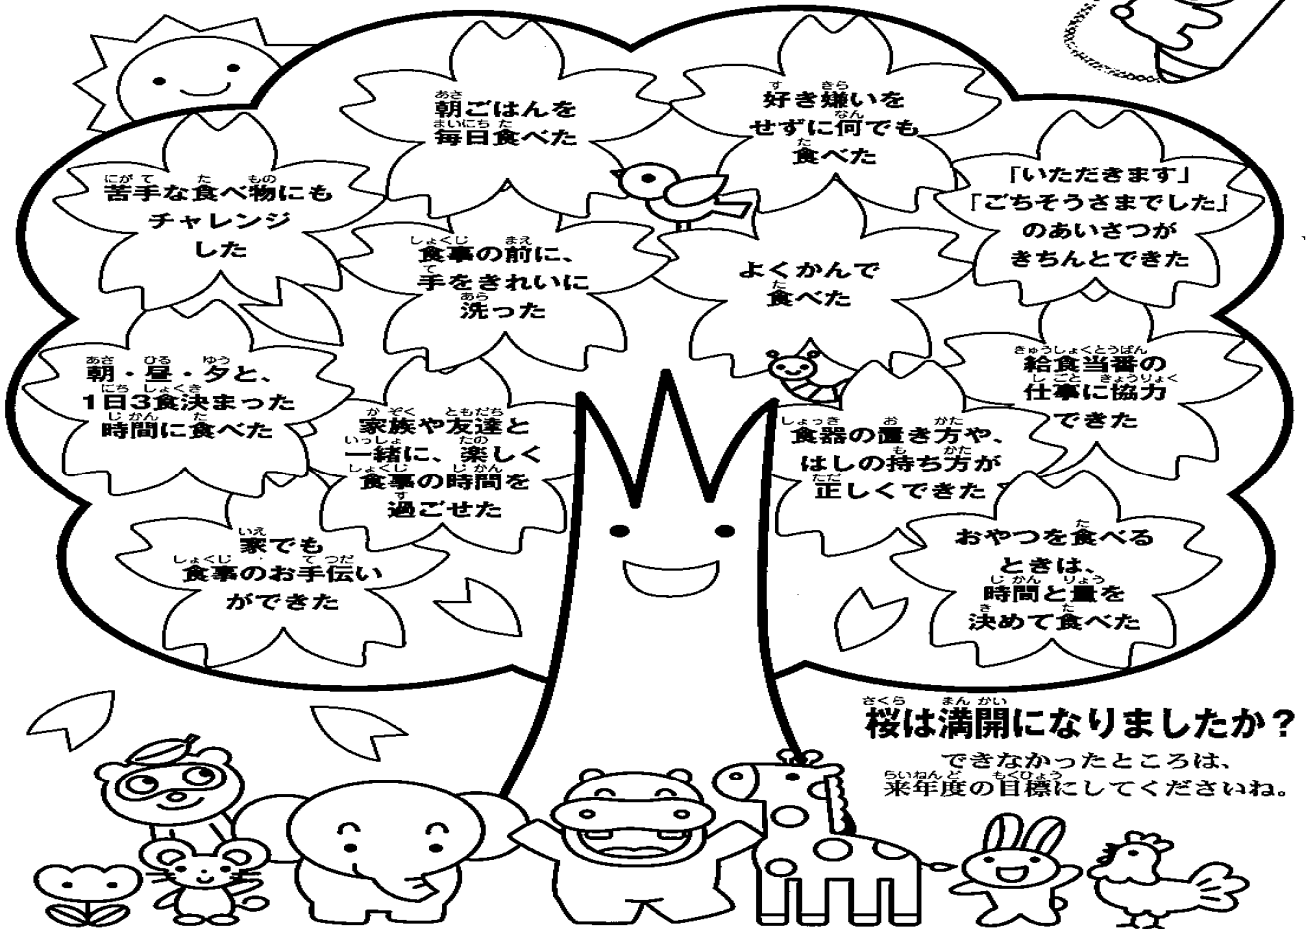 朝ごはんを
毎日食べた
好き嫌いを
せずに何でも
食べた
苦手な食べ物にも
チャレンジ
した
食事の前に、
手をきれいに
洗った
よくかんで
食べた
「いただきます」
「ごちそうさまでした」
のあいさつが
きちんとできた
朝・昼・夕と、
1日3食決まった
時間に食べた
家族や友達と
一緒に、楽しく
食事の時間を
過ごせた
食器の置き方や、
はしの持ち方が
正しくできた
給食当番の
仕事に協力
できた
家でも
食事のお手伝い
ができた
おやつを食べる
ときは、
時間と量を
決めて食べた
桜は満開になりましたか？
できなかったところは、
来年度の目標にしてくださいね。